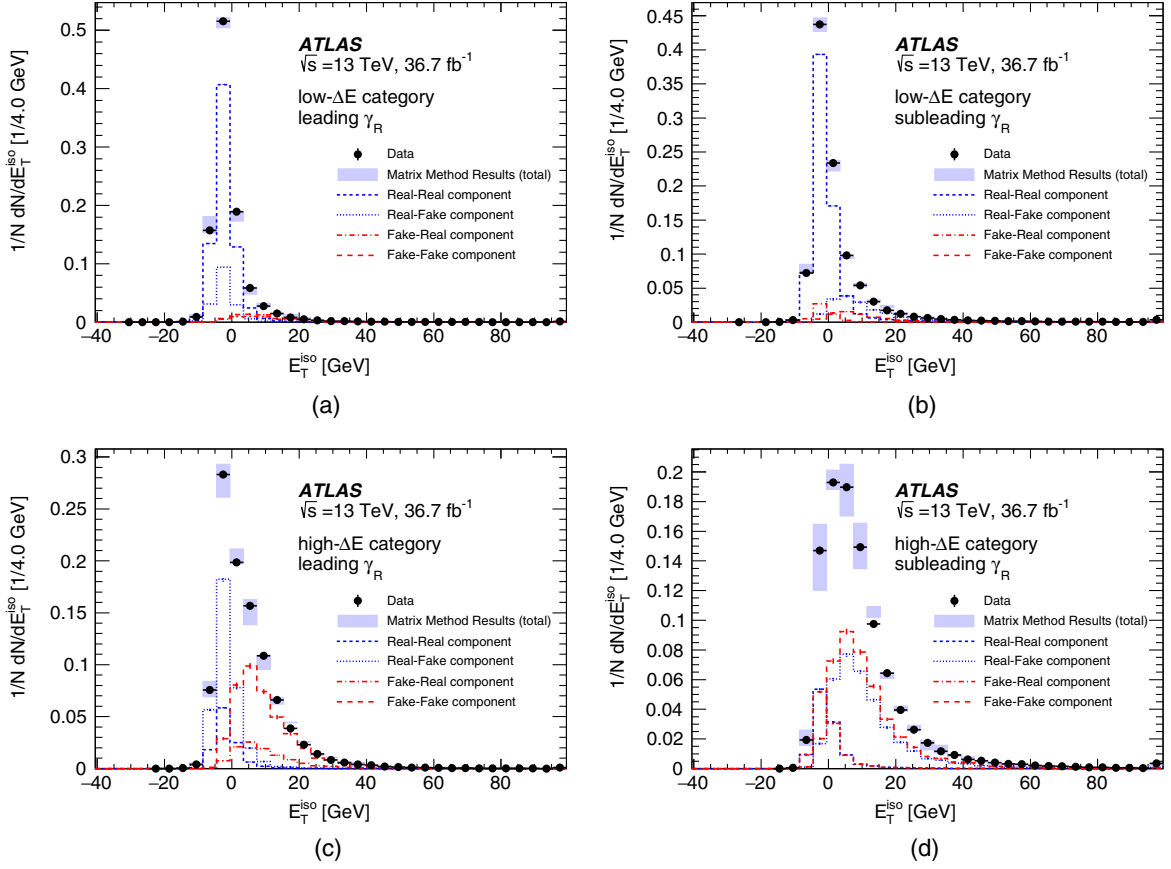 1/N dN/dE_T^iso [1/4.0 GeV]
0.5
0.4
0.3
0.2
0.1
0
−40 −20 0 20 40 60 80
E_T^iso [GeV]
ATLAS
√s =13 TeV, 36.7 fb⁻¹
low-ΔE category
leading γ_R
Data
Matrix Method Results (total)
Real-Real component
Real-Fake component
Fake-Real component
Fake-Fake component
(a)
1/N dN/dE_T^iso [1/4.0 GeV]
0.45
0.4
0.35
0.3
0.25
0.2
0.15
0.1
0.05
0
−40 −20 0 20 40 60 80
E_T^iso [GeV]
ATLAS
√s =13 TeV, 36.7 fb⁻¹
low-ΔE category
subleading γ_R
Data
Matrix Method Results (total)
Real-Real component
Real-Fake component
Fake-Real component
Fake-Fake component
(b)
1/N dN/dE_T^iso [1/4.0 GeV]
0.3
0.25
0.2
0.15
0.1
0.05
0
−40 −20 0 20 40 60 80
E_T^iso [GeV]
ATLAS
√s =13 TeV, 36.7 fb⁻¹
high-ΔE category
leading γ_R
Data
Matrix Method Results (total)
Real-Real component
Real-Fake component
Fake-Real component
Fake-Fake component
(c)
1/N dN/dE_T^iso [1/4.0 GeV]
0.2
0.18
0.16
0.14
0.12
0.1
0.08
0.06
0.04
0.02
0
−40 −20 0 20 40 60 80
E_T^iso [GeV]
ATLAS
√s =13 TeV, 36.7 fb⁻¹
high-ΔE category
subleading γ_R
Data
Matrix Method Results (total)
Real-Real component
Real-Fake component
Fake-Real component
Fake-Fake component
(d)